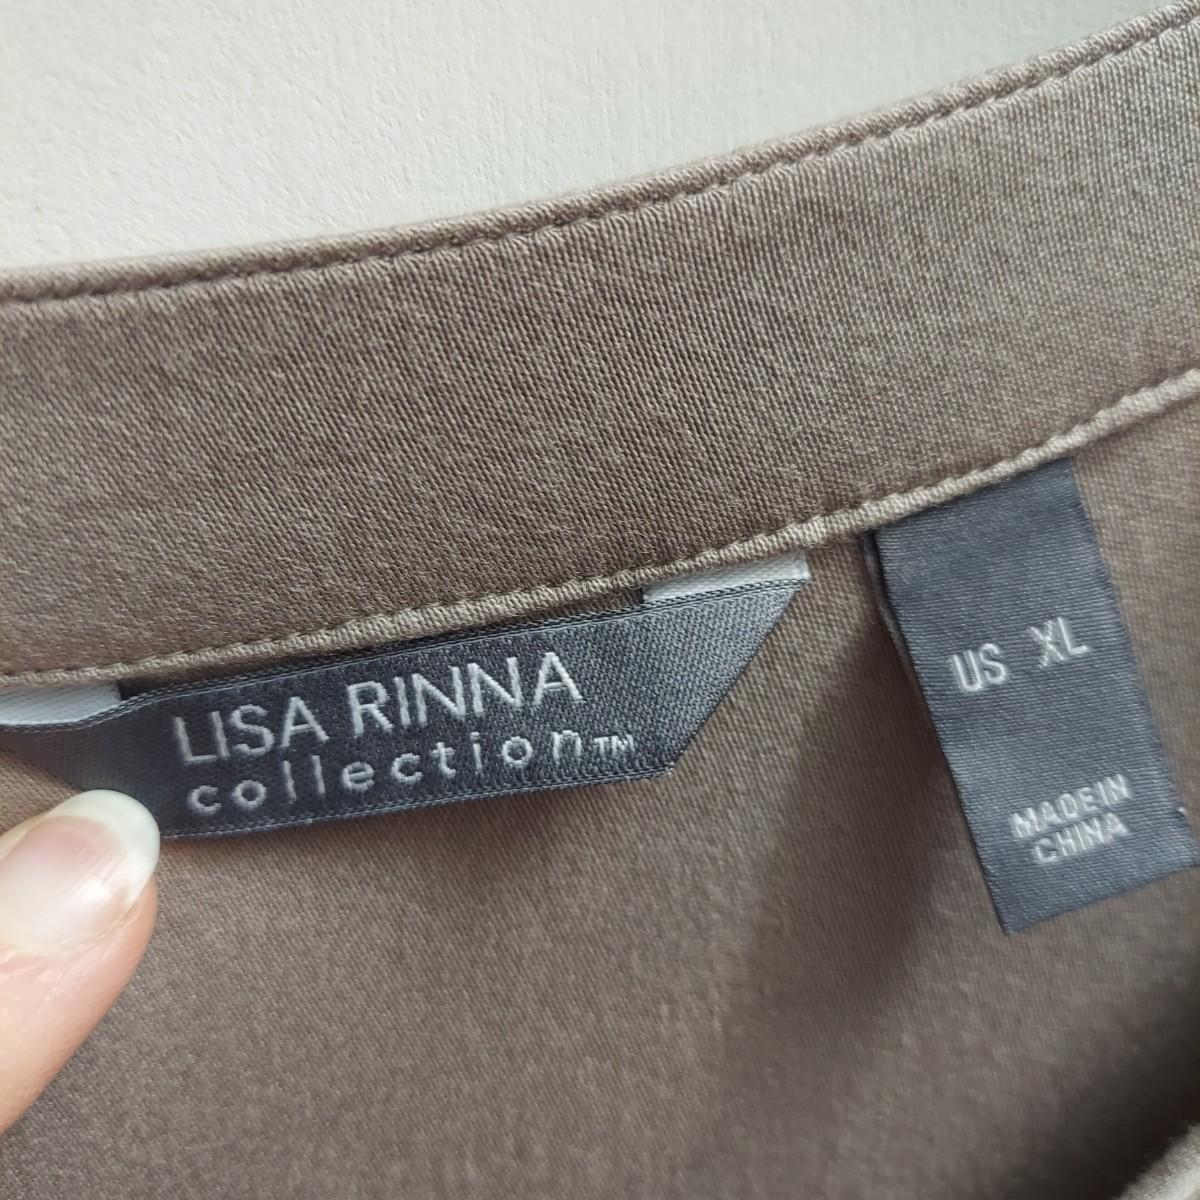 LISA RINNA
collection™
US XL
MADE IN
CHINA